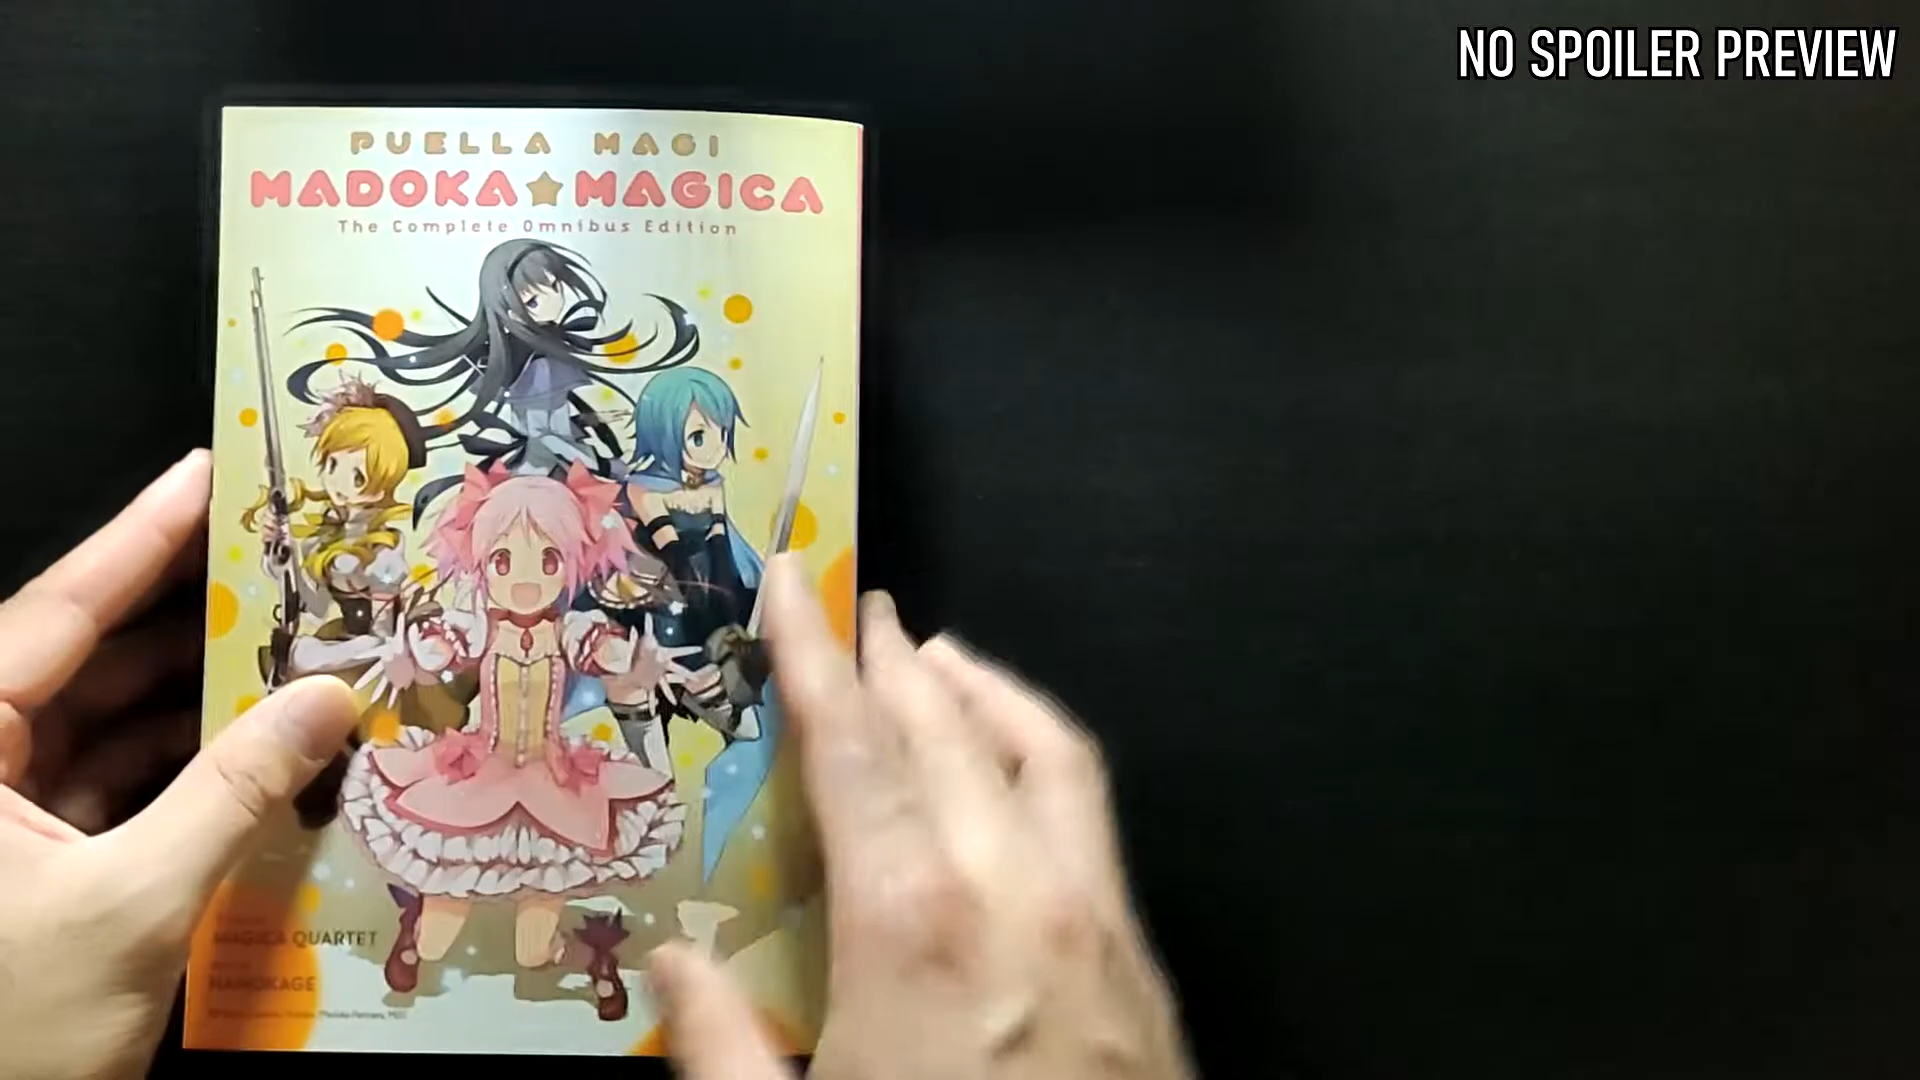 NO SPOILER PREVIEW
PUELLA MAGI
MADOKA★MAGICA
The Complete Omnibus Edition
MAGICA QUARTET
HANOKAGE